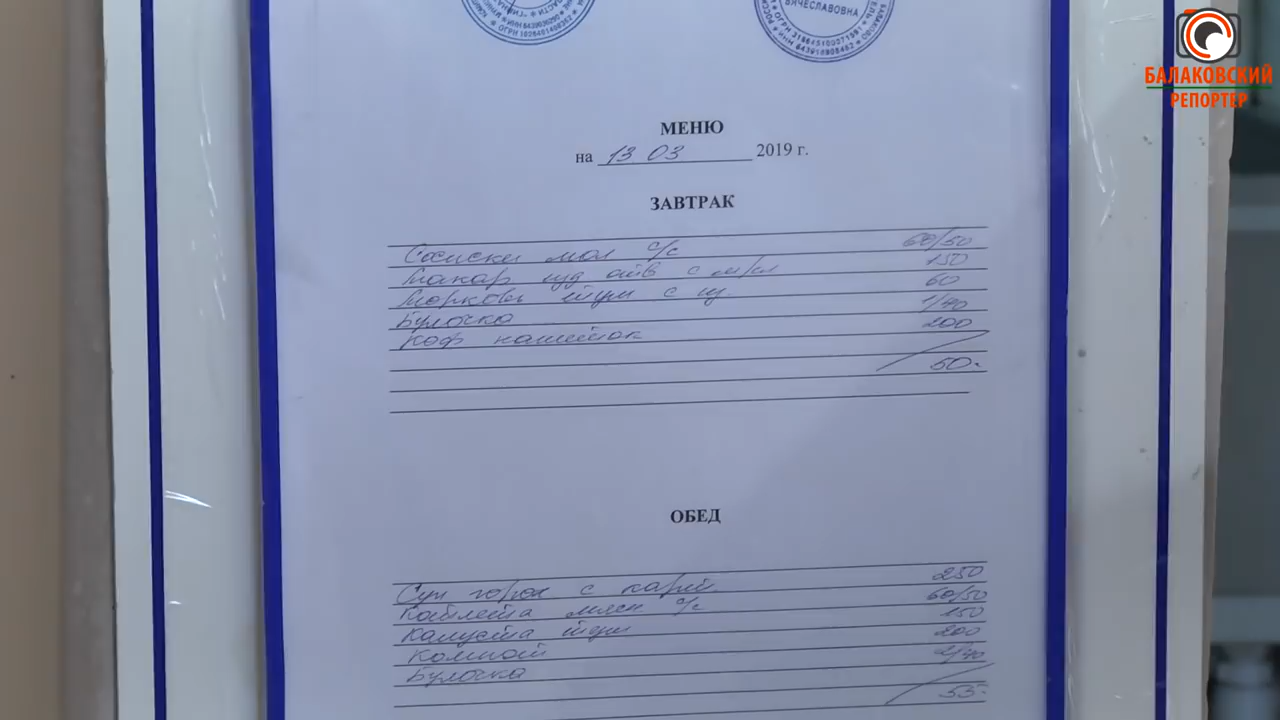 БАЛАКОВСКИЙ
РЕПОРТЕР
ВЯЧЕСЛАВОВНА
МЕНЮ
на 13 03 2019 г.
ЗАВТРАК
Сосиски мол с/с 60/50
Макар изд отв с м/сл 150
Морковь туш с 60
Булочка 1/40
Коф напиток 200
50-
ОБЕД
Суп горох с карт. 250
Котлета мясн с/с 60/50
Капуста туш 150
Компот 200
Булочка 2/40
55-